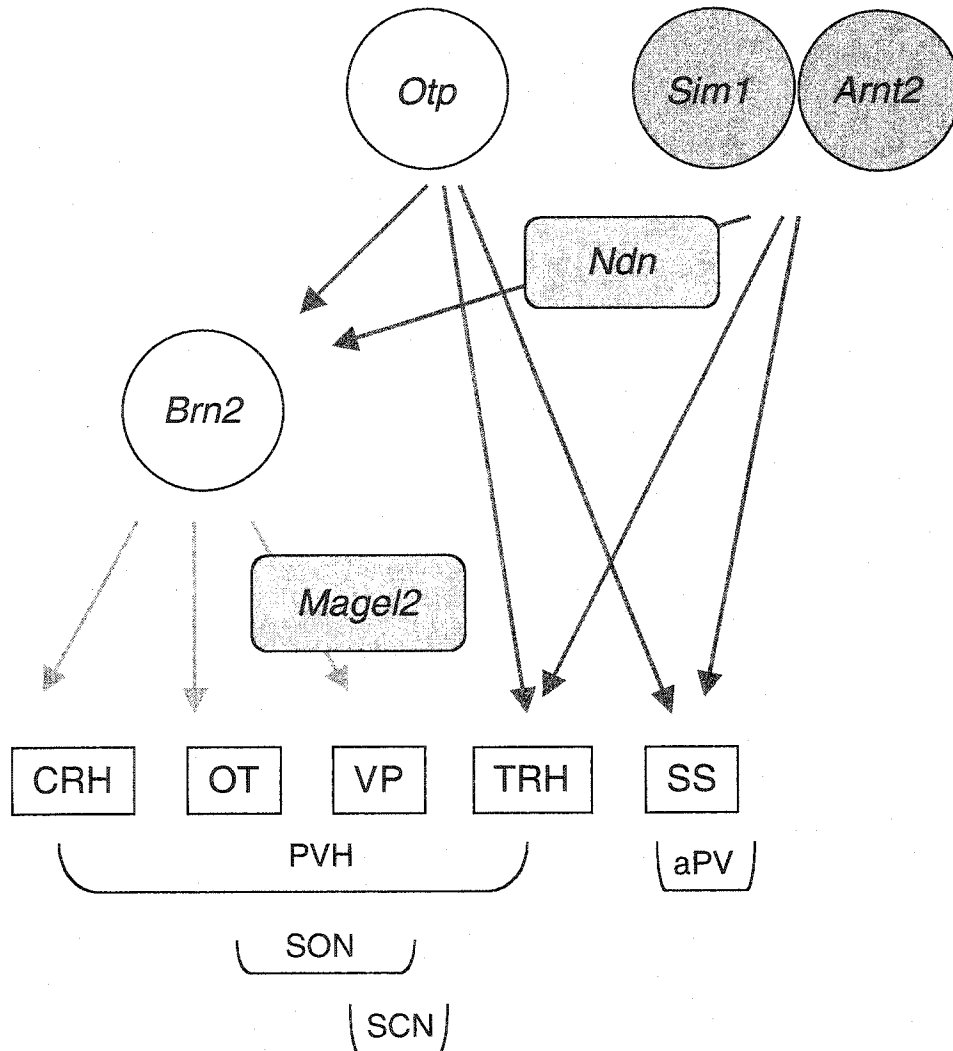 Otp
Sim1
Arnt2
Ndn
Brn2
Magel2
CRH OT VP TRH SS
PVH aPV
SON
SCN